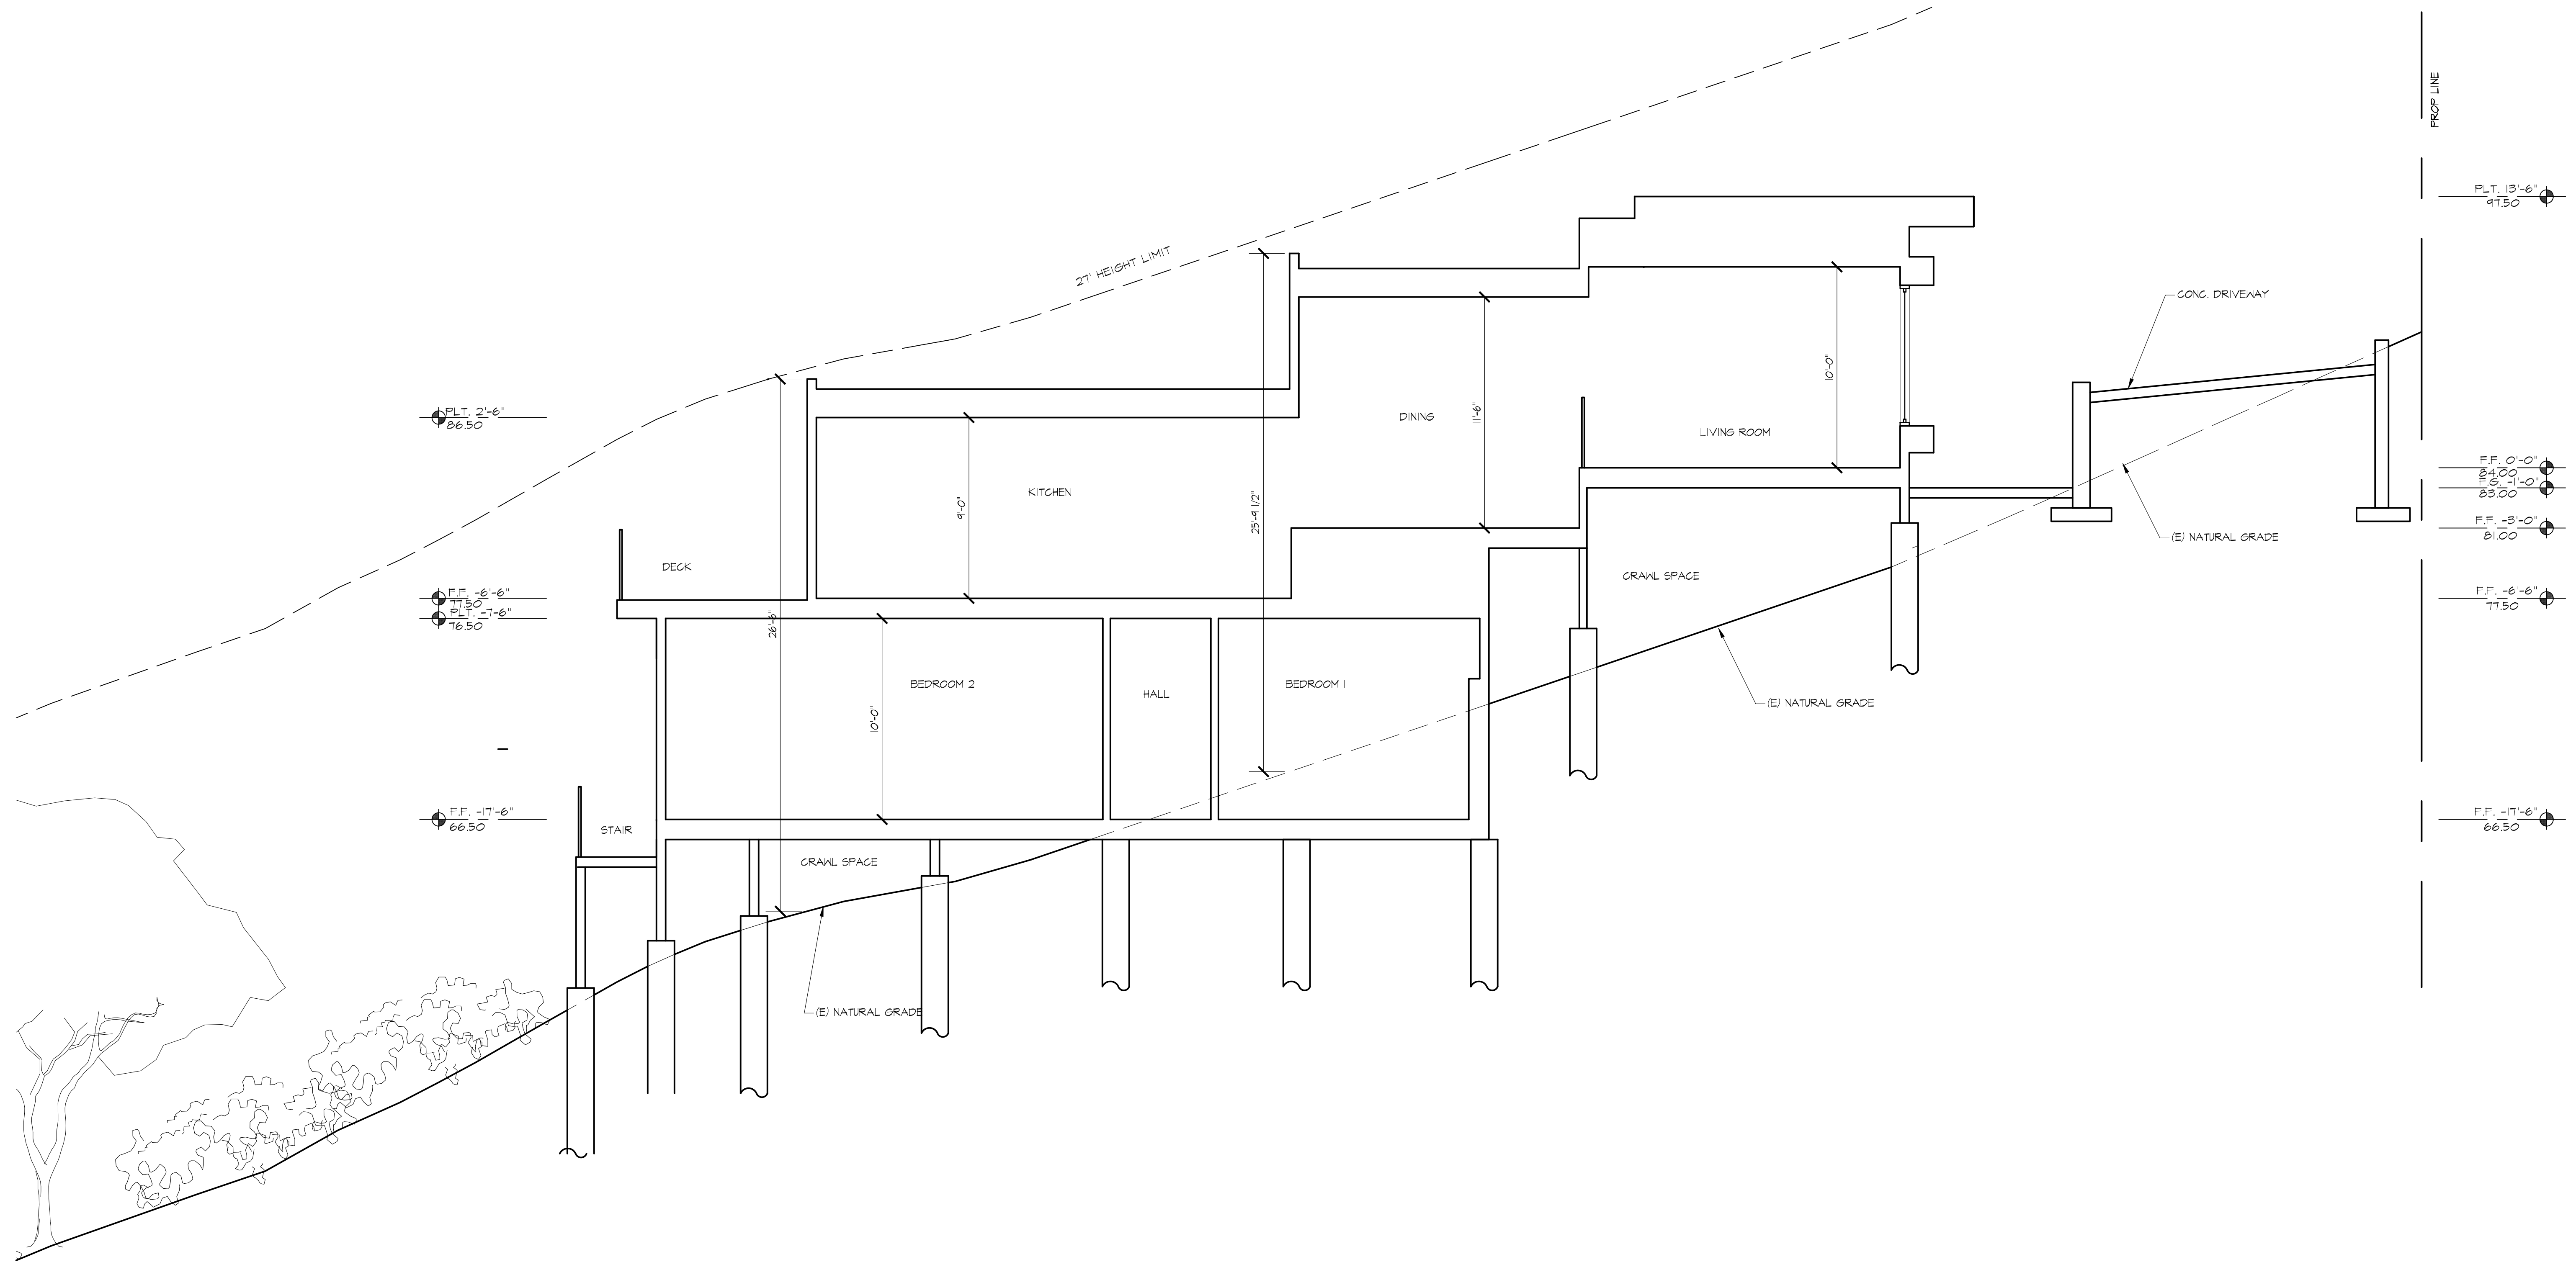 PROP LINE
PLT. 13'-6"
97.50
27' HEIGHT LIMIT
CONC. DRIVEWAY
10'-0"
11'-6"
DINING
LIVING ROOM
PLT. 2'-6"
86.50
F.F. 0'-0"
84.00
F.G. -1'-0"
83.00
KITCHEN
9'-0"
25'-9 1/2"
F.F. -3'-0"
81.00
(E) NATURAL GRADE
DECK
CRAWL SPACE
F.F. -6'-6"
77.50
PLT. -7'-6"
76.50
F.F. -6'-6"
77.50
26'-6"
BEDROOM 2
HALL
BEDROOM 1
10'-0"
(E) NATURAL GRADE
F.F. -17'-6"
66.50
F.F. -17'-6"
66.50
STAIR
CRAWL SPACE
(E) NATURAL GRADE